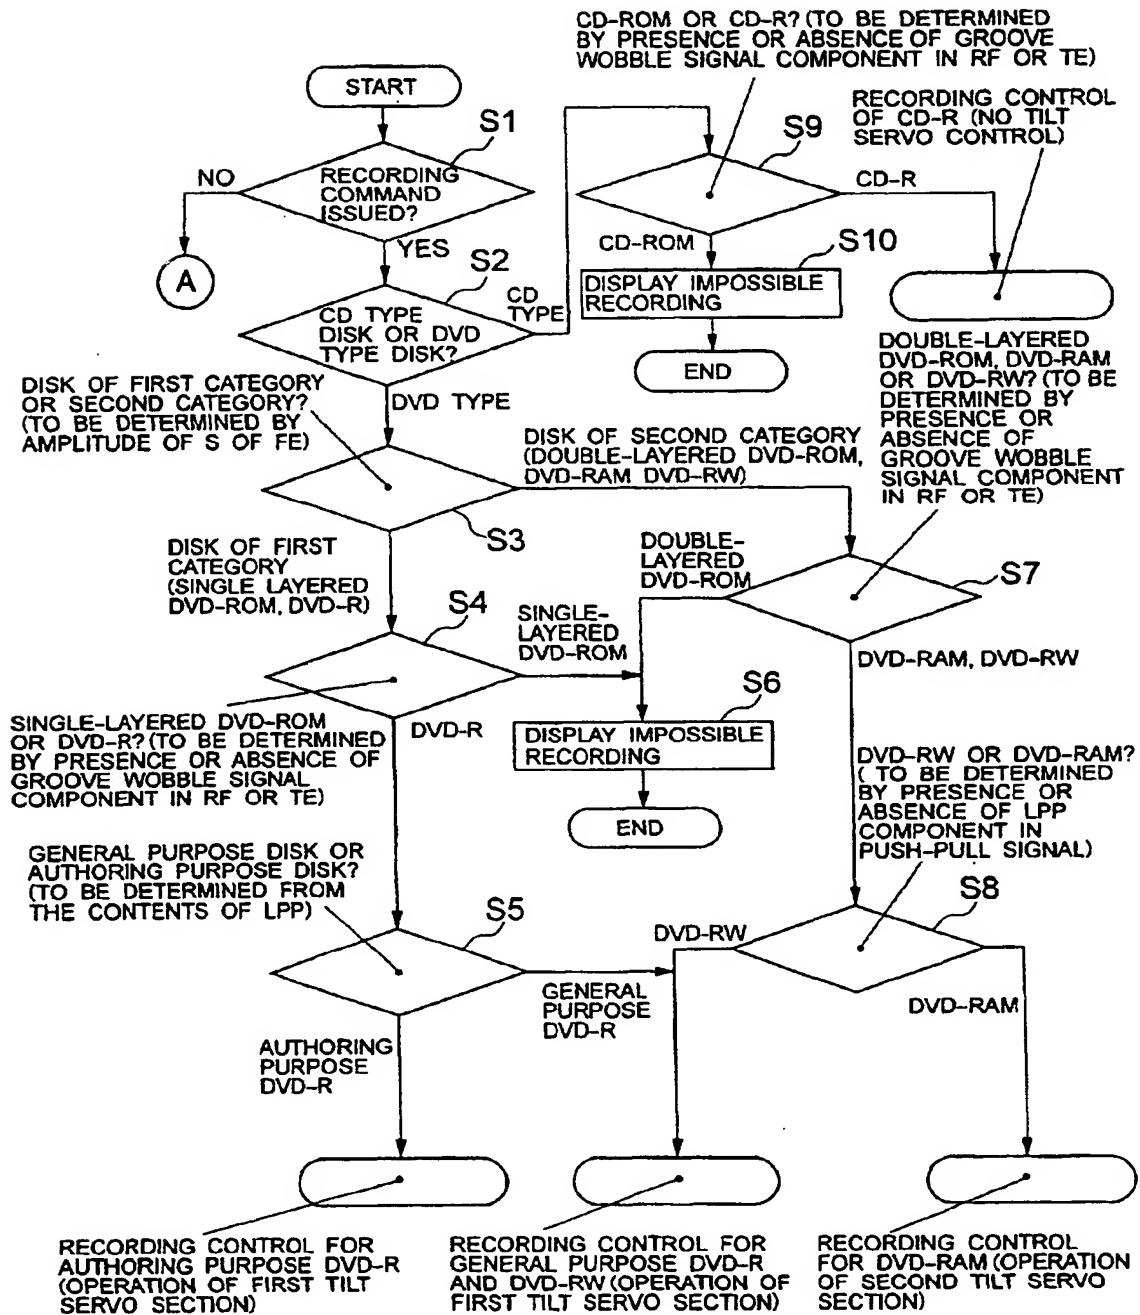 CD-ROM OR CD-R? (TO BE DETERMINED
BY PRESENCE OR ABSENCE OF GROOVE
WOBBLE SIGNAL COMPONENT IN RF OR TE)
START
RECORDING CONTROL
OF CD-R (NO TILT
SERVO CONTROL)
S1
S9
NO
RECORDING
COMMAND
ISSUED?
CD-R
YES
CD-ROM
S10
A
S2
DISPLAY IMPOSSIBLE
RECORDING
CD
TYPE
CD TYPE
DISK OR DVD
TYPE DISK?
END
DOUBLE-LAYERED
DVD-ROM, DVD-RAM
OR DVD-RW? (TO BE
DETERMINED BY
PRESENCE OR
ABSENCE OF
GROOVE WOBBLE
SIGNAL COMPONENT
IN RF OR TE)
DISK OF FIRST CATEGORY
OR SECOND CATEGORY?
(TO BE DETERMINED BY
AMPLITUDE OF S OF FE)
DVD TYPE
DISK OF SECOND CATEGORY
(DOUBLE-LAYERED DVD-ROM,
DVD-RAM DVD-RW)
S3
DISK OF FIRST
CATEGORY
(SINGLE LAYERED
DVD-ROM, DVD-R)
DOUBLE-
LAYERED
DVD-ROM
S7
S4
SINGLE-
LAYERED
DVD-ROM
DVD-RAM, DVD-RW
S6
SINGLE-LAYERED DVD-ROM
OR DVD-R? (TO BE DETERMINED
BY PRESENCE OR ABSENCE OF
GROOVE WOBBLE SIGNAL
COMPONENT IN RF OR TE)
DVD-R
DISPLAY IMPOSSIBLE
RECORDING
END
DVD-RW OR DVD-RAM?
( TO BE DETERMINED
BY PRESENCE OR
ABSENCE OF LPP
COMPONENT IN
PUSH-PULL SIGNAL)
GENERAL PURPOSE DISK OR
AUTHORING PURPOSE DISK?
(TO BE DETERMINED FROM
THE CONTENTS OF LPP)
S5
S8
DVD-RW
GENERAL
PURPOSE
DVD-R
DVD-RAM
AUTHORING
PURPOSE
DVD-R
RECORDING CONTROL FOR
AUTHORING PURPOSE DVD-R
(OPERATION OF FIRST TILT
SERVO SECTION)
RECORDING CONTROL FOR
GENERAL PURPOSE DVD-R
AND DVD-RW (OPERATION OF
FIRST TILT SERVO SECTION)
RECORDING CONTROL
FOR DVD-RAM (OPERATION
OF SECOND TILT SERVO
SECTION)